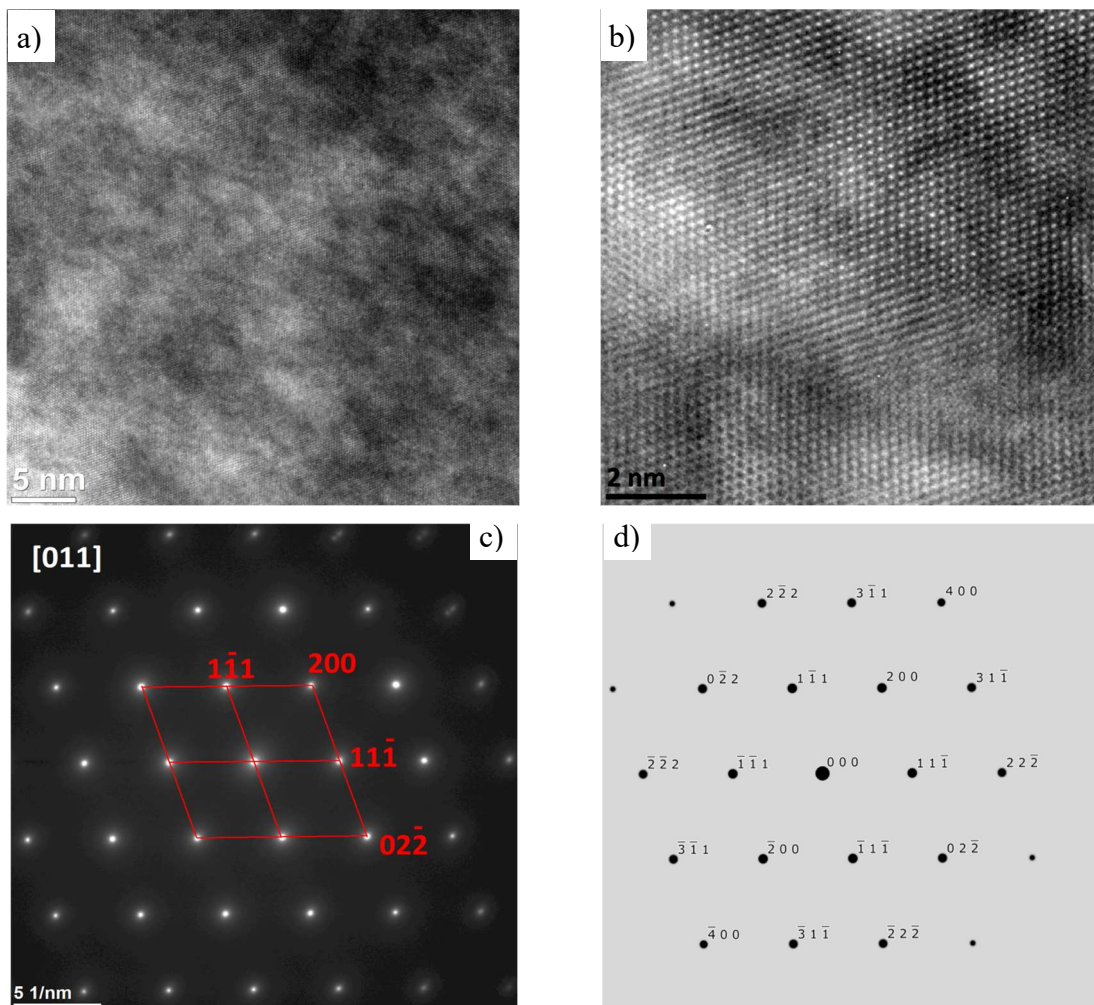 a)
5 nm
b)
2 nm
c)
[011]
11̅1
200
111̅
022̅
5 1/nm
d)
2 2̅ 2
3 1̅ 1
4 0 0
0 2̅ 2
1 1̅ 1
2 0 0
3 1 1̅
2̅ 2̅ 2
1̅ 1̅ 1
0 0 0
1 1 1̅
2 2 2̅
3̅ 1̅ 1
2̅ 0 0
1̅ 1 1̅
0 2 2̅
4̅ 0 0
3̅ 1 1̅
2̅ 2 2̅